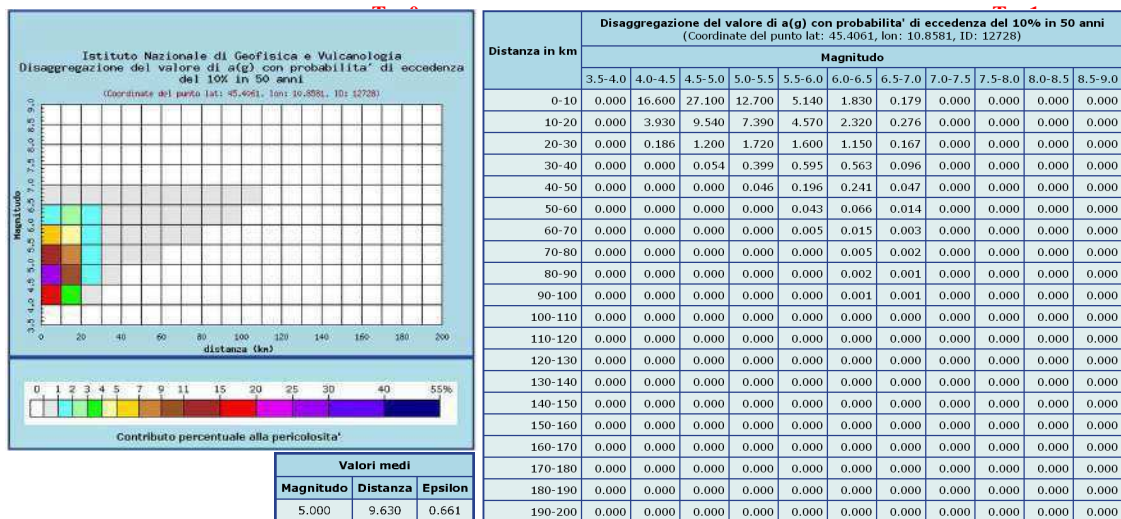 Istituto Nazionale di Geofisica e Vulcanologia
Disaggregazione del valore di a(g) con probabilita' di eccedenza
del 10% in 50 anni
(Coordinate del punto lat: 45.4061, lon: 10.8581, ID: 12728)
Magnitudo
9.0
8.5
8.0
7.5
7.0
6.5
6.0
5.5
5.0
4.5
4.0
3.5
0 20 40 60 80 100 120 140 160 180 200
distanza (km)
0 1 2 3 4 5 7 9 11 15 20 25 30 40 55%
Contributo percentuale alla pericolosita'
Valori medi
Magnitudo Distanza Epsilon
5.000 9.630 0.661
Distanza in km
Disaggregazione del valore di a(g) con probabilita' di eccedenza del 10% in 50 anni
(Coordinate del punto lat: 45.4061, lon: 10.8581, ID: 12728)
Magnitudo
3.5-4.0 4.0-4.5 4.5-5.0 5.0-5.5 5.5-6.0 6.0-6.5 6.5-7.0 7.0-7.5 7.5-8.0 8.0-8.5 8.5-9.0
0-10 0.000 16.600 27.100 12.700 5.140 1.830 0.179 0.000 0.000 0.000 0.000
10-20 0.000 3.930 9.540 7.390 4.570 2.320 0.276 0.000 0.000 0.000 0.000
20-30 0.000 0.186 1.200 1.720 1.600 1.150 0.167 0.000 0.000 0.000 0.000
30-40 0.000 0.000 0.054 0.399 0.595 0.563 0.096 0.000 0.000 0.000 0.000
40-50 0.000 0.000 0.000 0.046 0.196 0.241 0.047 0.000 0.000 0.000 0.000
50-60 0.000 0.000 0.000 0.000 0.043 0.066 0.014 0.000 0.000 0.000 0.000
60-70 0.000 0.000 0.000 0.000 0.005 0.015 0.003 0.000 0.000 0.000 0.000
70-80 0.000 0.000 0.000 0.000 0.000 0.005 0.002 0.000 0.000 0.000 0.000
80-90 0.000 0.000 0.000 0.000 0.000 0.002 0.001 0.000 0.000 0.000 0.000
90-100 0.000 0.000 0.000 0.000 0.000 0.001 0.001 0.000 0.000 0.000 0.000
100-110 0.000 0.000 0.000 0.000 0.000 0.000 0.000 0.000 0.000 0.000 0.000
110-120 0.000 0.000 0.000 0.000 0.000 0.000 0.000 0.000 0.000 0.000 0.000
120-130 0.000 0.000 0.000 0.000 0.000 0.000 0.000 0.000 0.000 0.000 0.000
130-140 0.000 0.000 0.000 0.000 0.000 0.000 0.000 0.000 0.000 0.000 0.000
140-150 0.000 0.000 0.000 0.000 0.000 0.000 0.000 0.000 0.000 0.000 0.000
150-160 0.000 0.000 0.000 0.000 0.000 0.000 0.000 0.000 0.000 0.000 0.000
160-170 0.000 0.000 0.000 0.000 0.000 0.000 0.000 0.000 0.000 0.000 0.000
170-180 0.000 0.000 0.000 0.000 0.000 0.000 0.000 0.000 0.000 0.000 0.000
180-190 0.000 0.000 0.000 0.000 0.000 0.000 0.000 0.000 0.000 0.000 0.000
190-200 0.000 0.000 0.000 0.000 0.000 0.000 0.000 0.000 0.000 0.000 0.000